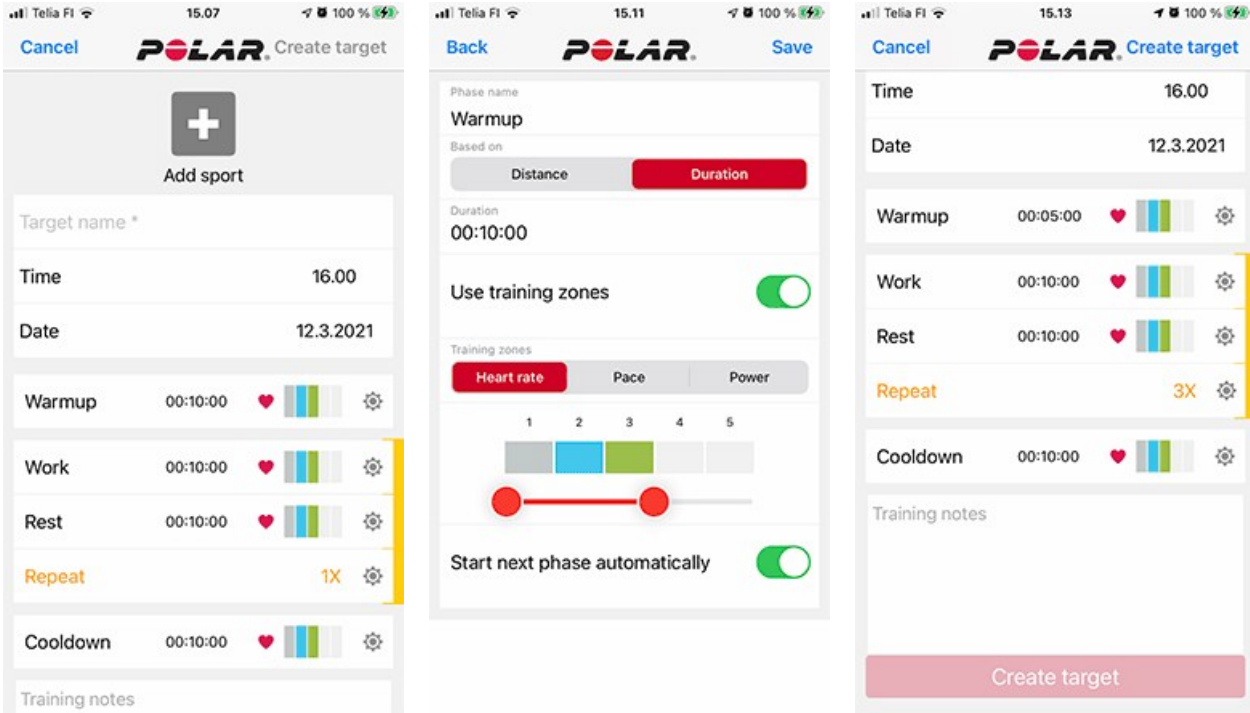 Telia FI 15.07 100 %
Cancel POLAR. Create target
Add sport
Target name *
Time 16.00
Date 12.3.2021
Warmup 00:10:00
Work 00:10:00
Rest 00:10:00
Repeat 1X
Cooldown 00:10:00
Training notes
Telia FI 15.11 100 %
Back POLAR. Save
Phase name
Warmup
Based on
Distance Duration
Duration
00:10:00
Use training zones
Training zones
Heart rate Pace Power
1 2 3 4 5
Start next phase automatically
Telia FI 15.13 100 %
Cancel POLAR. Create target
Time 16.00
Date 12.3.2021
Warmup 00:05:00
Work 00:10:00
Rest 00:10:00
Repeat 3X
Cooldown 00:10:00
Training notes
Create target